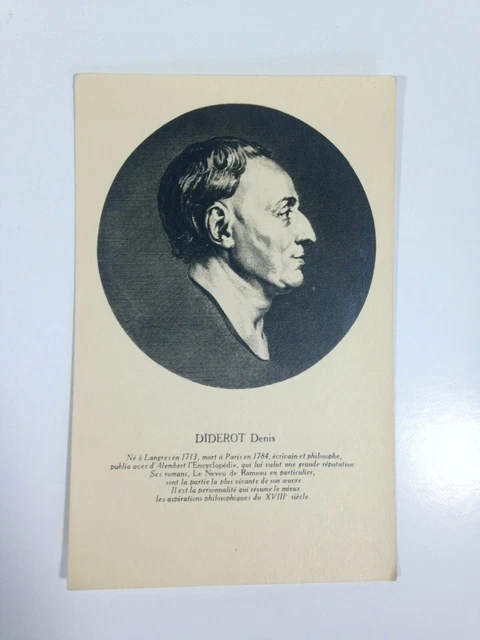 DIDEROT Denis
Né à Langres en 1713, mort à Paris en 1784, écrivain et philosophe,
publia avec d'Alembert l'Encyclopédie, qui lui valut une grande réputation
Ses romans, Le Neveu de Rameau en particulier,
sont la partie la plus vivante de son œuvre.
Il est la personnalité qui résume le mieux
les aspirations philosophiques du XVIIIe siècle.